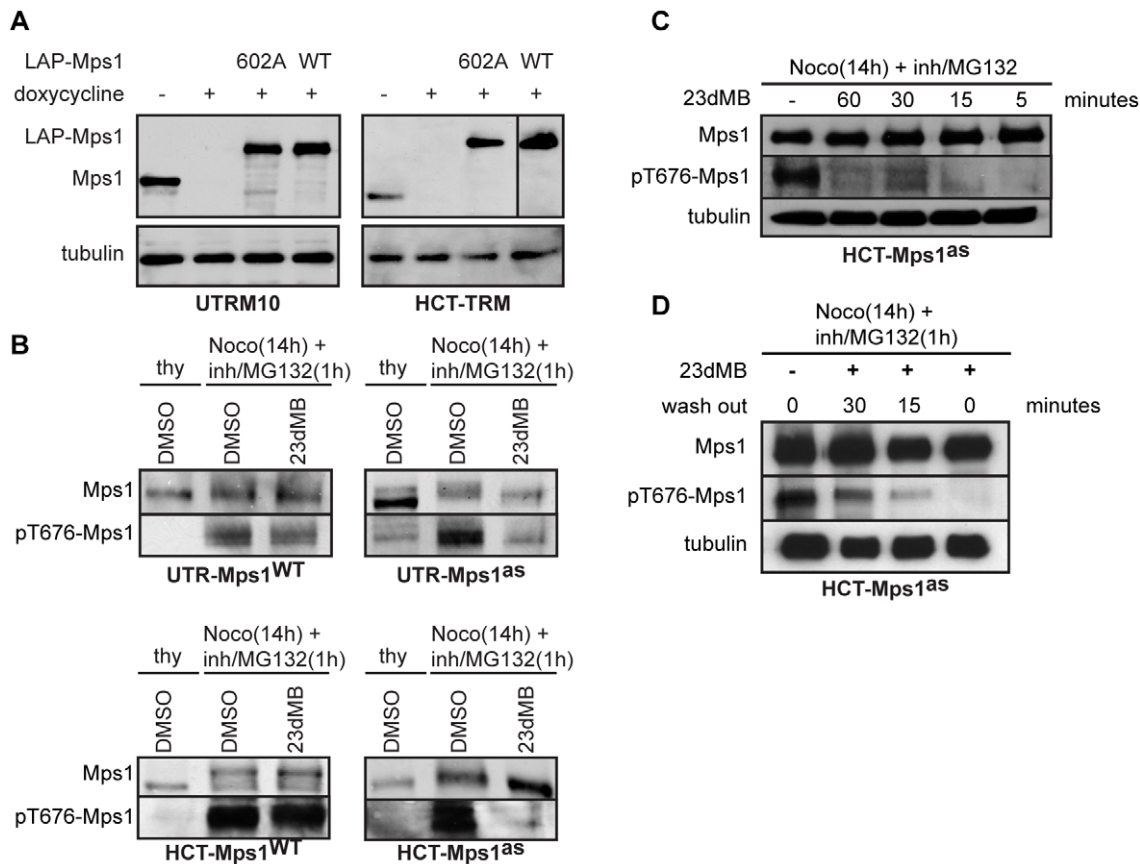 A
LAP-Mps1 602A WT 602A WT
doxycycline - + + + - + + +
LAP-Mps1
Mps1
tubulin
UTRM10 HCT-TRM
B
thy Noco(14h) + inh/MG132(1h) thy Noco(14h) + inh/MG132(1h)
DMSO DMSO 23dMB DMSO DMSO 23dMB
Mps1
pT676-Mps1
UTR-Mps1WT UTR-Mps1as
thy Noco(14h) + inh/MG132(1h) thy Noco(14h) + inh/MG132(1h)
DMSO DMSO 23dMB DMSO DMSO 23dMB
Mps1
pT676-Mps1
HCT-Mps1WT HCT-Mps1as
C
Noco(14h) + inh/MG132
23dMB - 60 30 15 5 minutes
Mps1
pT676-Mps1
tubulin
HCT-Mps1as
D
Noco(14h) +
inh/MG132(1h)
23dMB - + + +
wash out 0 30 15 0 minutes
Mps1
pT676-Mps1
tubulin
HCT-Mps1as